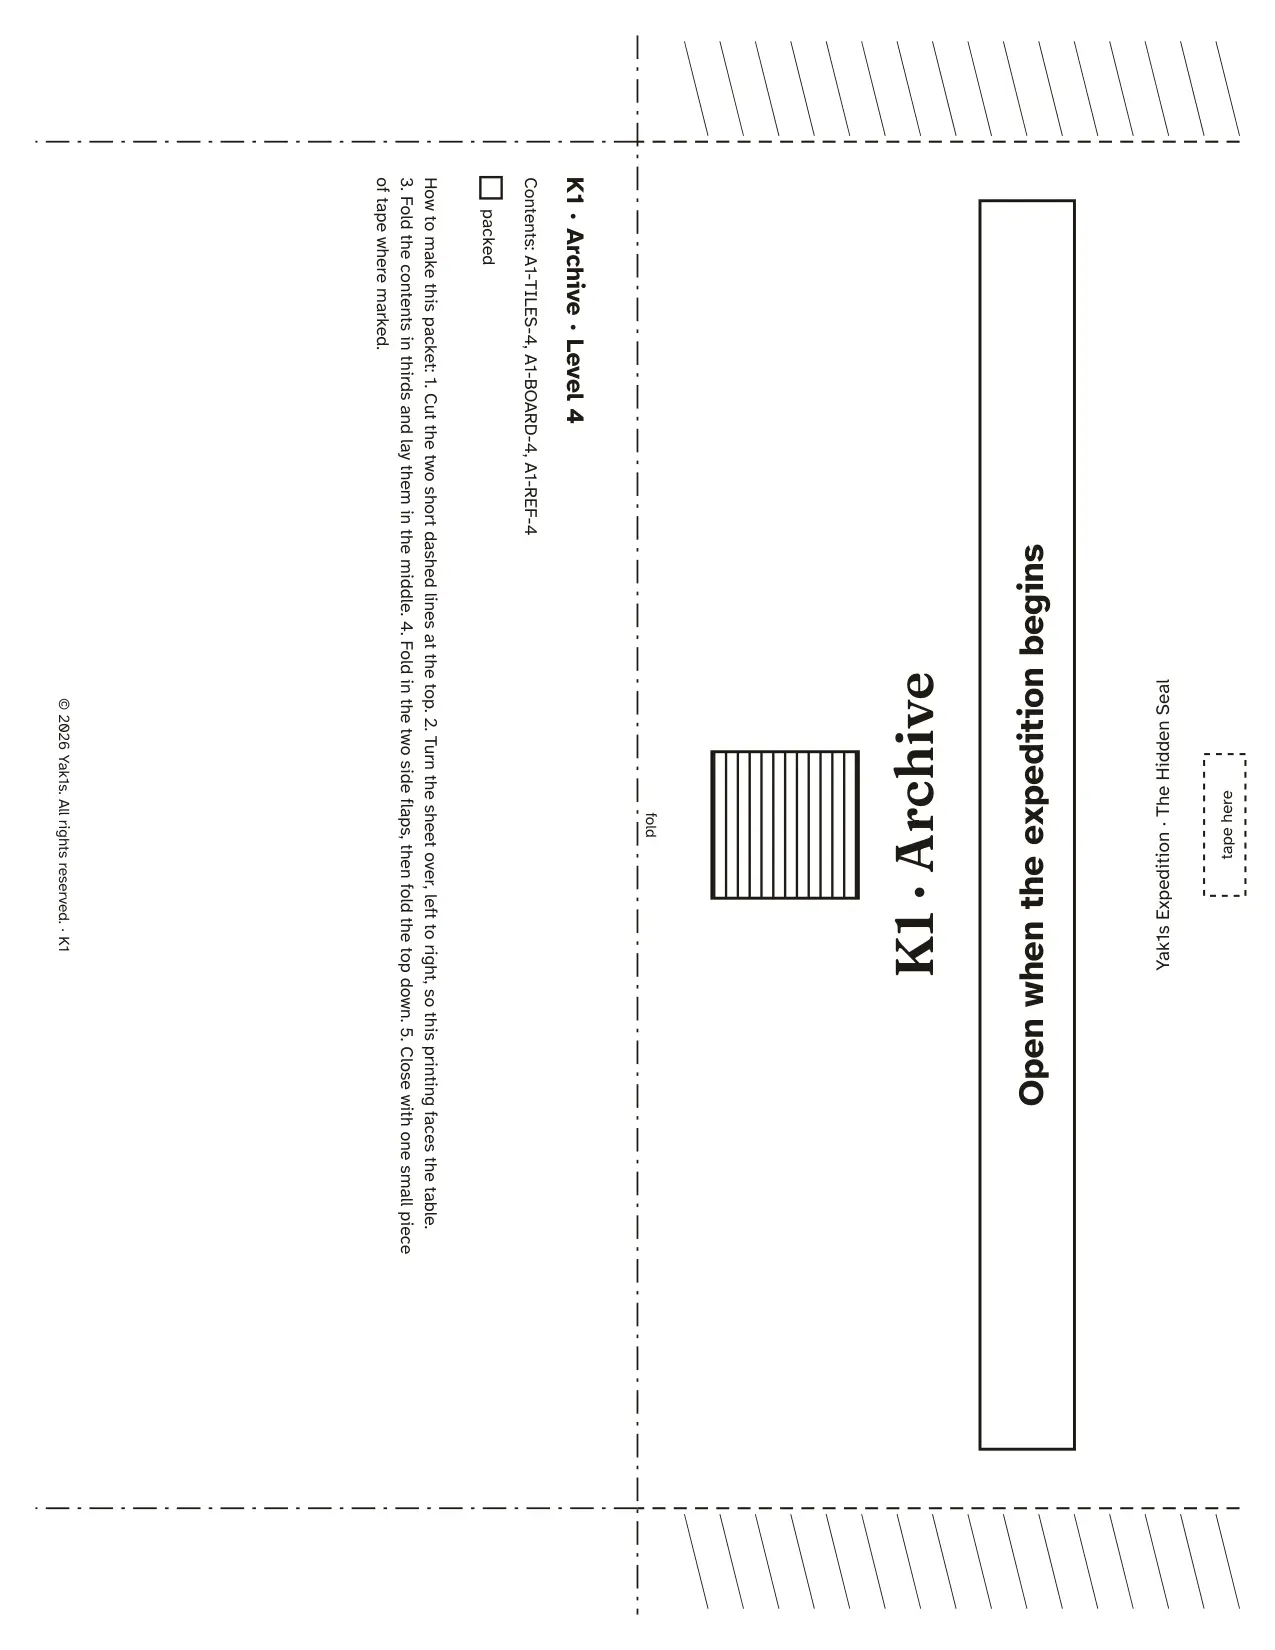 tape here
Yak1s Expedition · The Hidden Seal
Open when the expedition begins
K1 · Archive
fold
K1 · Archive · Level 4
Contents: A1-TILES-4, A1-BOARD-4, A1-REF-4
packed
How to make this packet: 1. Cut the two short dashed lines at the top. 2. Turn the sheet over, left to right, so this printing faces the table.
3. Fold the contents in thirds and lay them in the middle. 4. Fold in the two side flaps, then fold the top down. 5. Close with one small piece
of tape where marked.
© 2026 Yak1s. All rights reserved. · K1